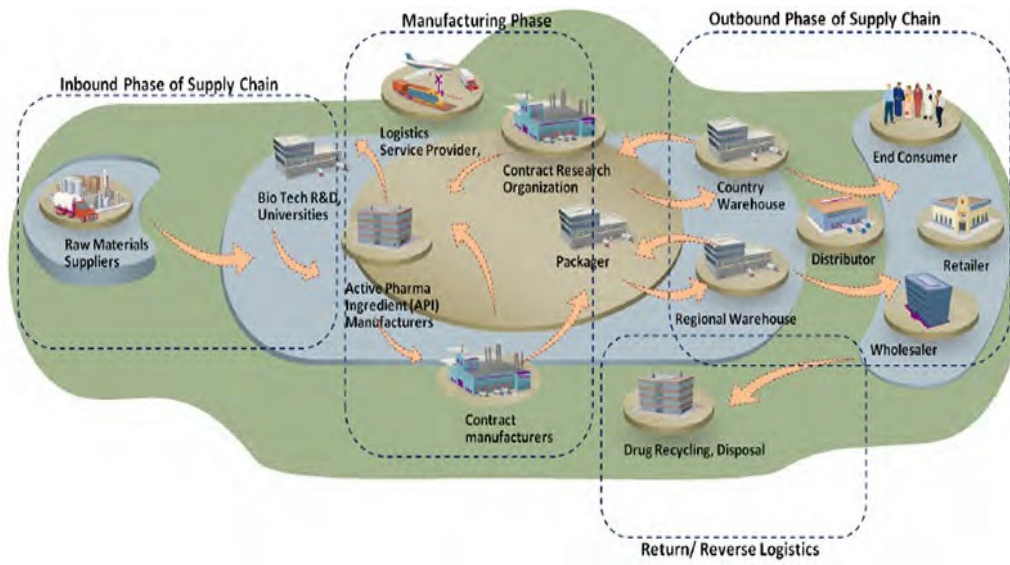 Manufacturing Phase
Outbound Phase of Supply Chain
Inbound Phase of Supply Chain
Logistics
Service Provider,
Contract Research
Organization
End Consumer
Country
Warehouse
Bio Tech R&D,
Universities
Raw Materials
Suppliers
Packager
Distributor
Retailer
Active Pharma
Ingredient (API)
Manufacturers
Regional Warehouse
Wholesaler
Contract
manufacturers
Drug Recycling, Disposal
Return/ Reverse Logistics